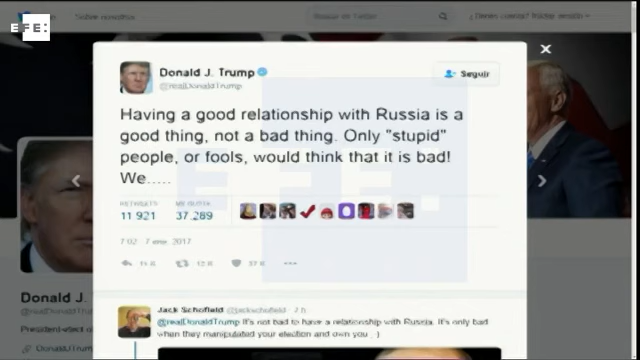 EFE:
Donald J. Trump
@realDonaldTrump
Seguir
Having a good relationship with Russia is a
good thing, not a bad thing. Only "stupid"
people, or fools, would think that it is bad!
We.....
RETWEETS ME GUSTA
11 921 37.289
7:02 - 7 ene. 2017
Jack Schofield @jackschofield · 7 h
@realDonaldTrump It's not bad to have a relationship with Russia. It's only bad
when they manipulated your election and own you :)
Donald J.
@realDonaldTrump
President-elect
DonaldJTrump